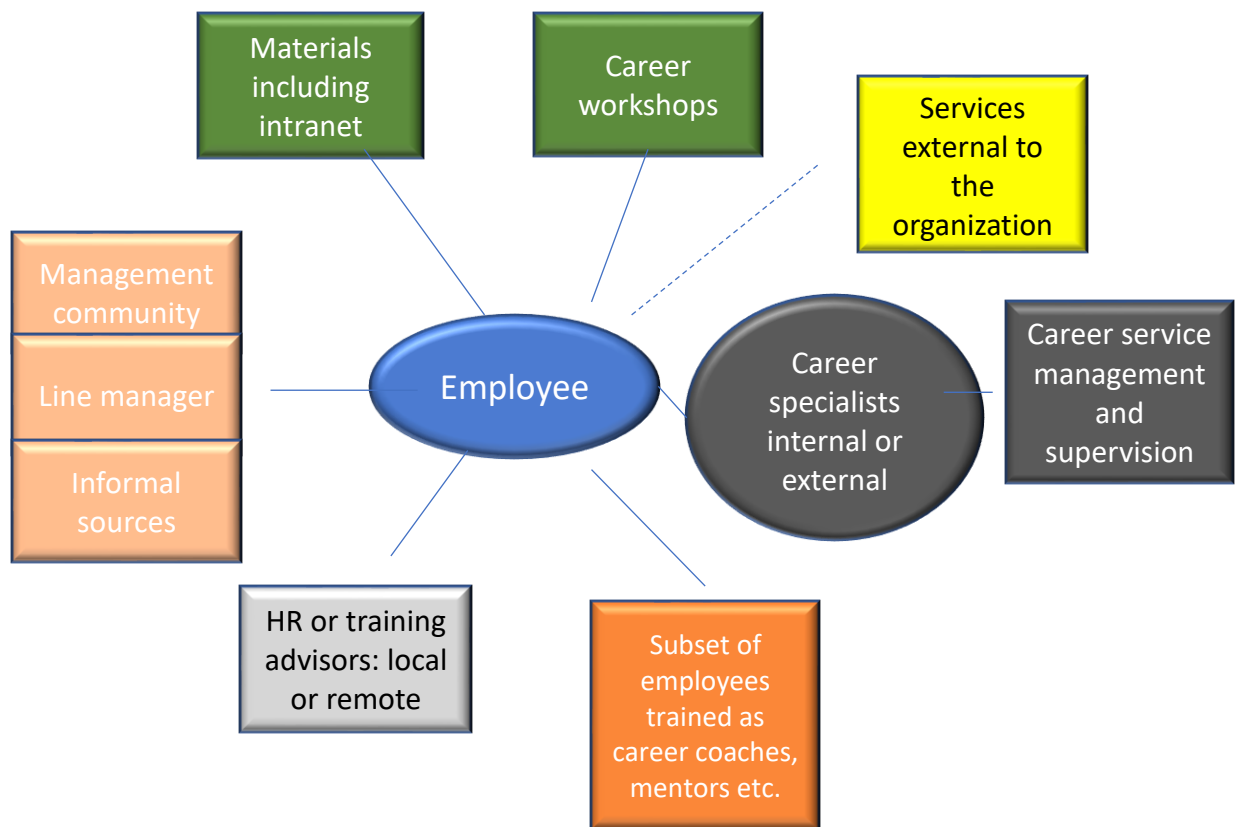 Materials
including
intranet
Career
workshops
Services
external to
the
organization
Management
community
Line manager
Informal
sources
Employee
Career
specialists
internal or
external
Career service
management
and
supervision
HR or training
advisors: local
or remote
Subset of
employees
trained as
career coaches,
mentors etc.